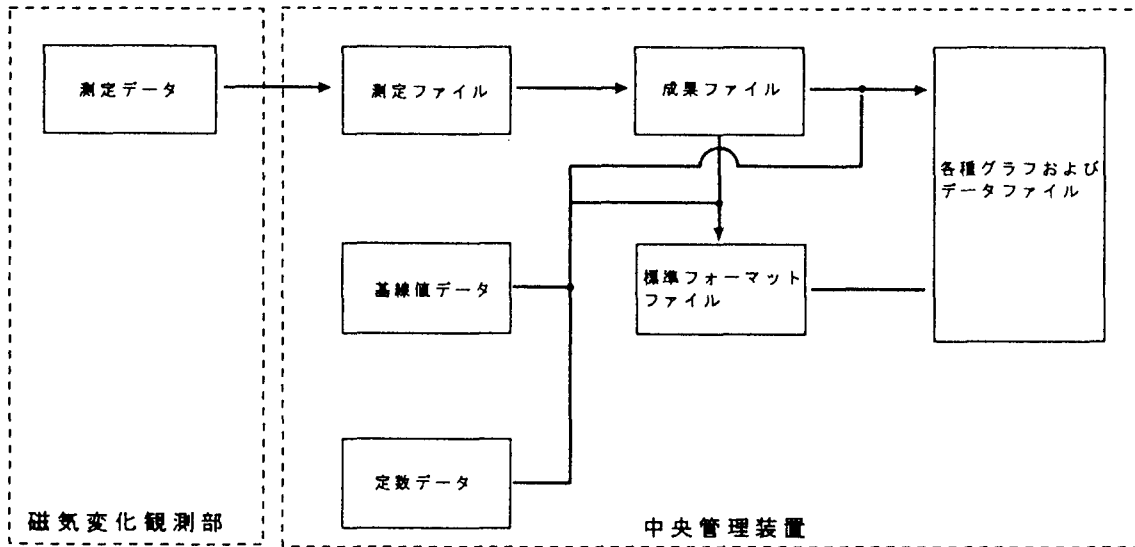 測定データ
測定ファイル
成果ファイル
各種グラフおよび
データファイル
基線値データ
標準フォーマット
ファイル
定数データ
磁気変化観測部
中央管理装置